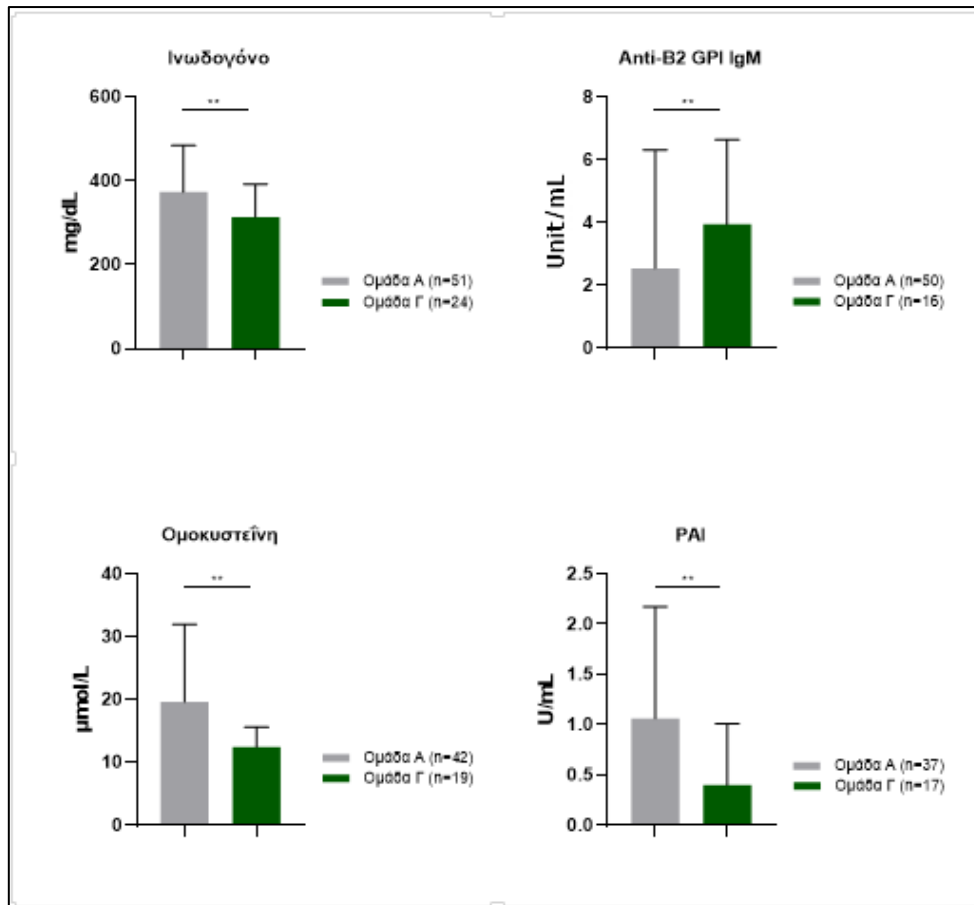 Ινωδογόνο
**
600
400
200
0
mg/dL
Ομάδα Α (n=51)
Ομάδα Γ (n=24)
Anti-B2 GPI IgM
**
8
6
4
2
0
Unit/mL
Ομάδα Α (n=50)
Ομάδα Γ (n=16)
Ομοκυστεΐνη
**
40
30
20
10
0
μmol/L
Ομάδα Α (n=42)
Ομάδα Γ (n=19)
PAI
**
2.5
2.0
1.5
1.0
0.5
0.0
U/mL
Ομάδα Α (n=37)
Ομάδα Γ (n=17)